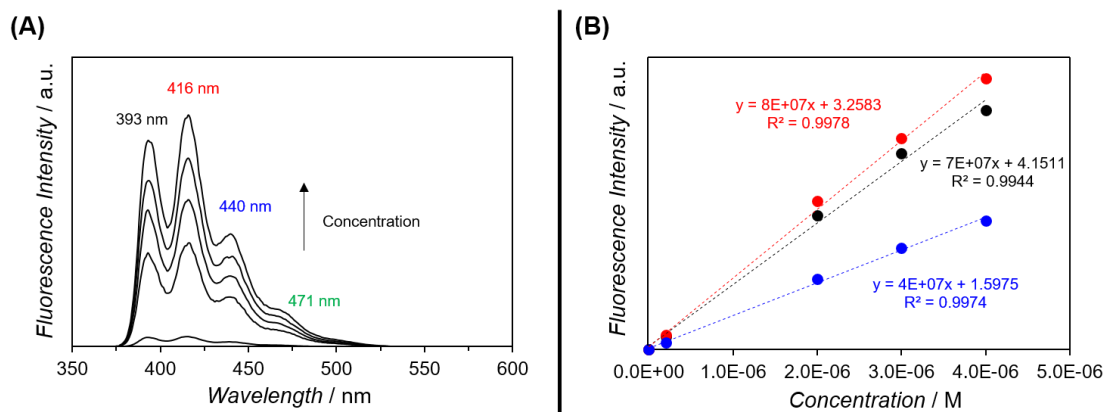 (A)
Fluorescence Intensity / a.u.
393 nm
416 nm
440 nm
471 nm
Concentration
350
400
450
500
550
600
Wavelength / nm
(B)
Fluorescence Intensity / a.u.
y = 8E+07x + 3.2583
R² = 0.9978
y = 7E+07x + 4.1511
R² = 0.9944
y = 4E+07x + 1.5975
R² = 0.9974
0.0E+00
1.0E-06
2.0E-06
3.0E-06
4.0E-06
5.0E-06
Concentration / M